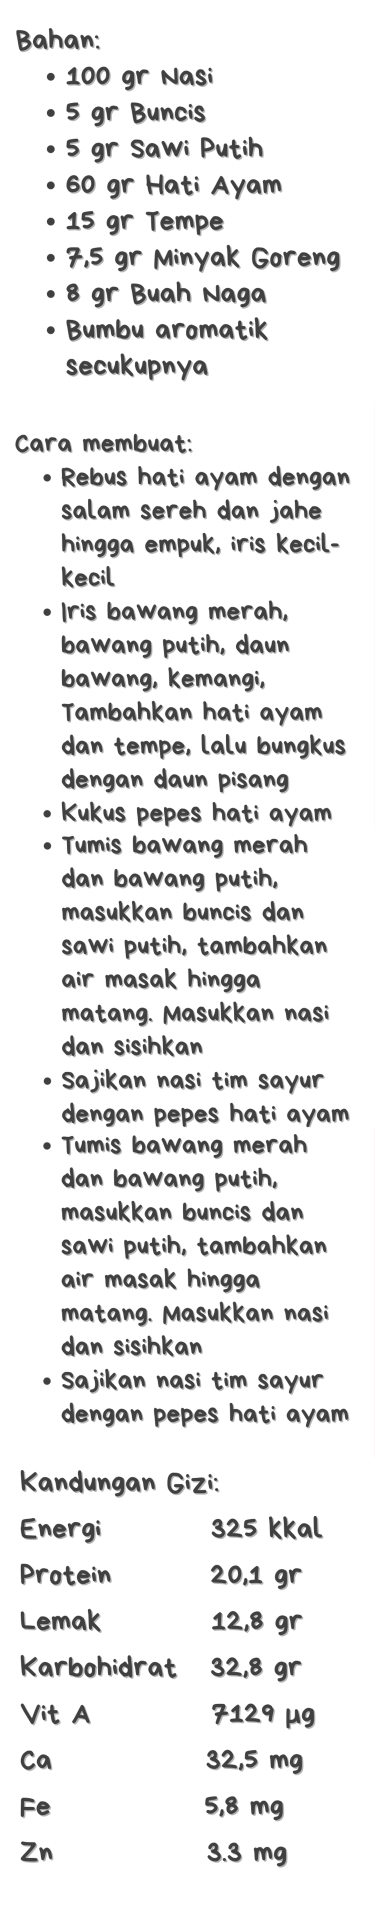 Bahan:
• 100 gr Nasi
• 5 gr Buncis
• 5 gr Sawi Putih
• 60 gr Hati Ayam
• 15 gr Tempe
• 7,5 gr Minyak Goreng
• 8 gr Buah Naga
• Bumbu aromatik
secukupnya
Cara membuat:
• Rebus hati ayam dengan
salam sereh dan jahe
hingga empuk, iris kecil-
kecil
• Iris bawang merah,
bawang putih, daun
bawang, kemangi,
Tambahkan hati ayam
dan tempe, lalu bungkus
dengan daun pisang
• Kukus pepes hati ayam
• Tumis bawang merah
dan bawang putih,
masukkan buncis dan
sawi putih, tambahkan
air masak hingga
matang. Masukkan nasi
dan sisihkan
• Sajikan nasi tim sayur
dengan pepes hati ayam
• Tumis bawang merah
dan bawang putih,
masukkan buncis dan
sawi putih, tambahkan
air masak hingga
matang. Masukkan nasi
dan sisihkan
• Sajikan nasi tim sayur
dengan pepes hati ayam
Kandungan Gizi:
Energi 325 kkal
Protein 20,1 gr
Lemak 12,8 gr
Karbohidrat 32,8 gr
Vit A 7129 µg
Ca 32,5 mg
Fe 5,8 mg
Zn 3.3 mg